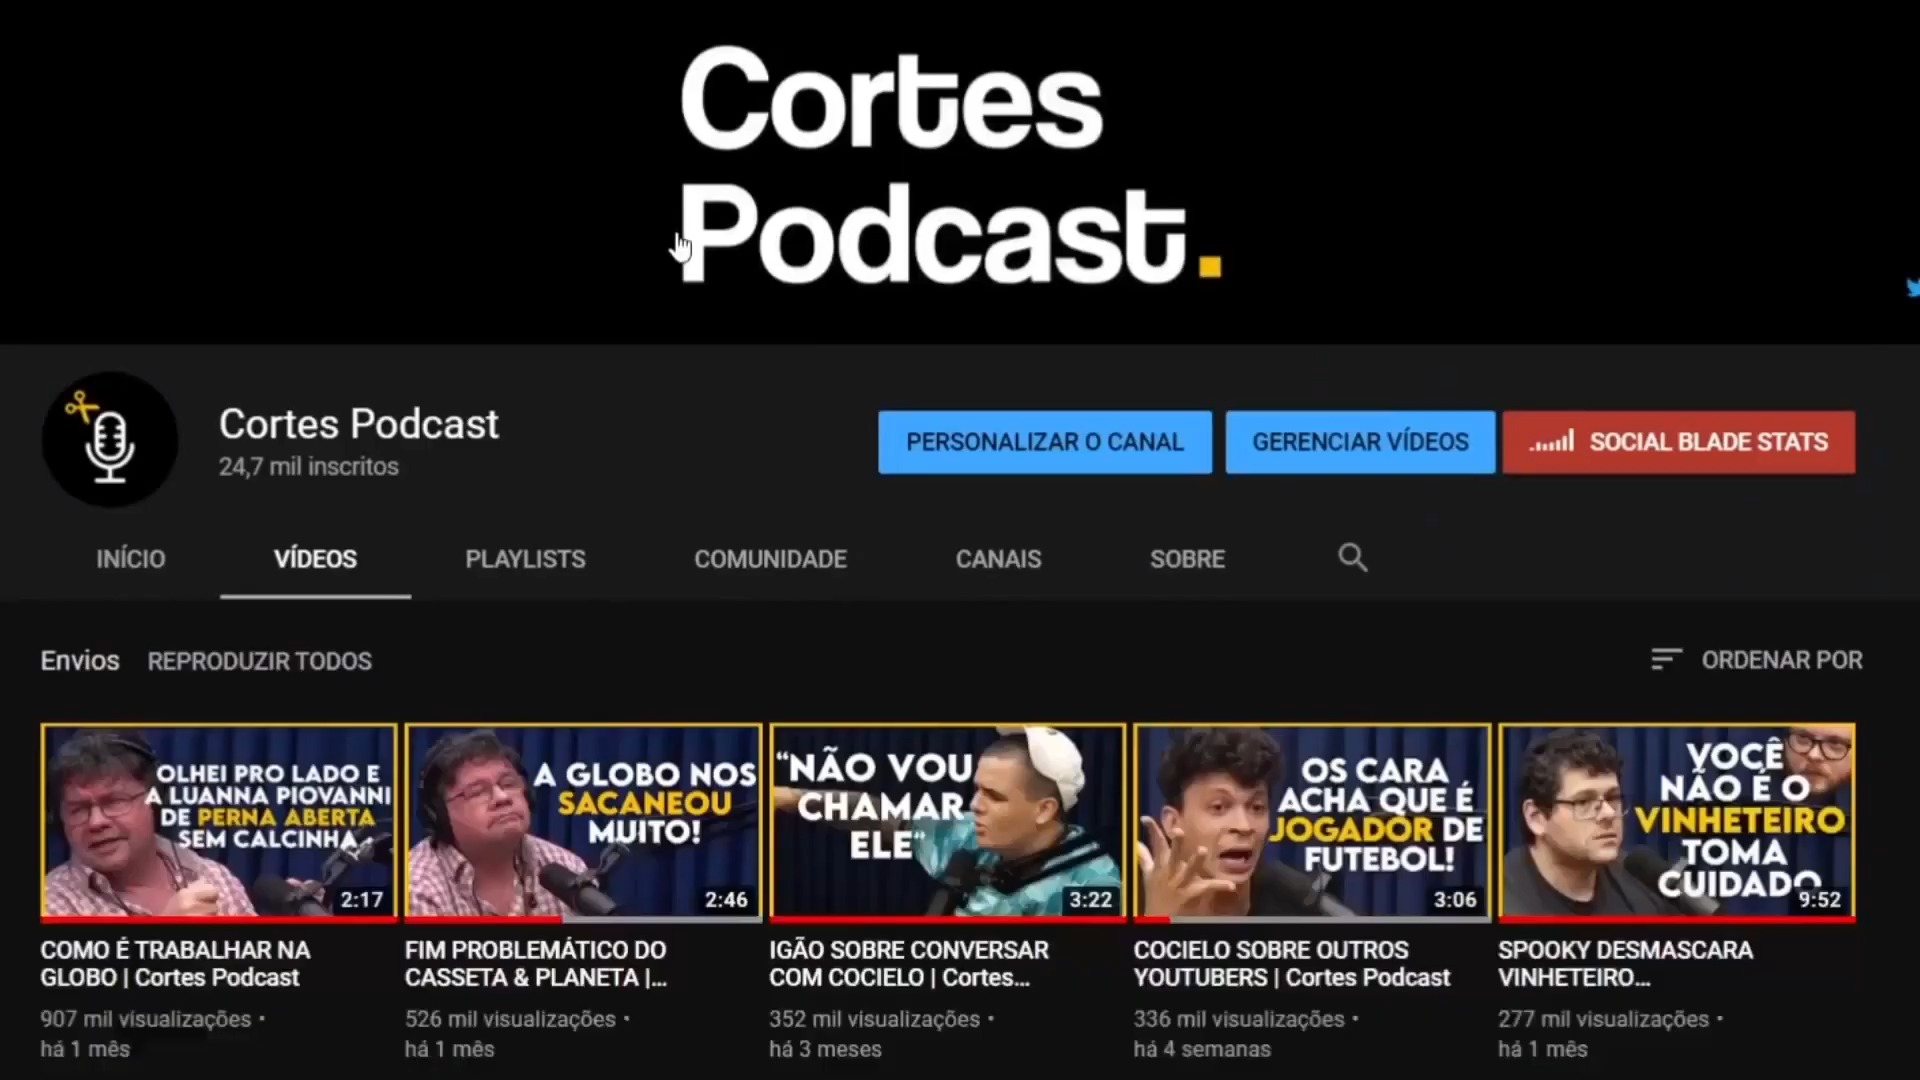 Cortes
Podcast.
Cortes Podcast
24,7 mil inscritos
PERSONALIZAR O CANAL
GERENCIAR VÍDEOS
SOCIAL BLADE STATS
INÍCIO
VÍDEOS
PLAYLISTS
COMUNIDADE
CANAIS
SOBRE
Envios
REPRODUZIR TODOS
ORDENAR POR
OLHEI PRO LADO E
A LUANNA PIOVANNI
DE PERNA ABERTA
SEM CALCINHA
2:17
COMO É TRABALHAR NA
GLOBO | Cortes Podcast
907 mil visualizações •
há 1 mês
A GLOBO NOS
SACANEOU
MUITO!
2:46
FIM PROBLEMÁTICO DO
CASSETA & PLANETA |...
526 mil visualizações •
há 1 mês
"NÃO VOU
CHAMAR
ELE"
3:22
IGÃO SOBRE CONVERSAR
COM COCIELO | Cortes...
352 mil visualizações •
há 3 meses
OS CARA
ACHA QUE É
JOGADOR DE
FUTEBOL!
3:06
COCIELO SOBRE OUTROS
YOUTUBERS | Cortes Podcast
336 mil visualizações •
há 4 semanas
VOCÊ
NÃO É O
VINHETEIRO
TOMA
CUIDADO
9:52
SPOOKY DESMASCARA
VINHETEIRO...
277 mil visualizações •
há 1 mês